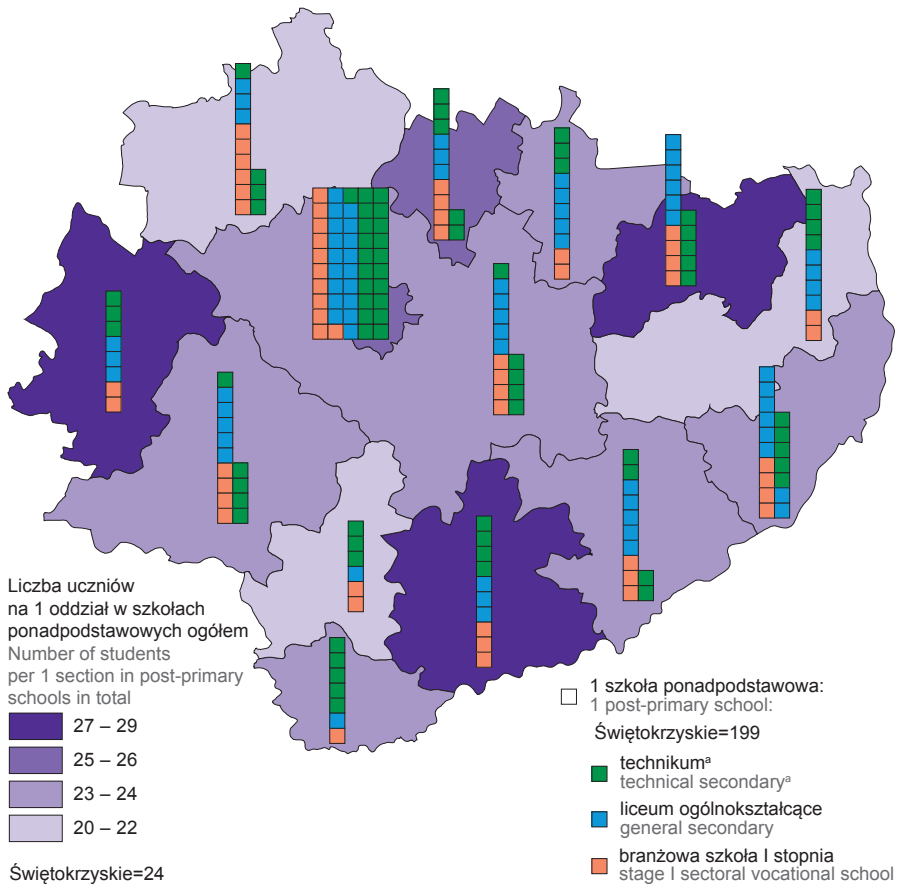 Liczba uczniów
na 1 oddział w szkołach
ponadpodstawowych ogółem
Number of students
per 1 section in post-primary
schools in total
27 – 29
25 – 26
23 – 24
20 – 22
Świętokrzyskie=24
1 szkoła ponadpodstawowa:
1 post-primary school:
Świętokrzyskie=199
technikumᵃ
technical secondaryᵃ
liceum ogólnokształcące
general secondary
branżowa szkoła I stopnia
stage I sectoral vocational school